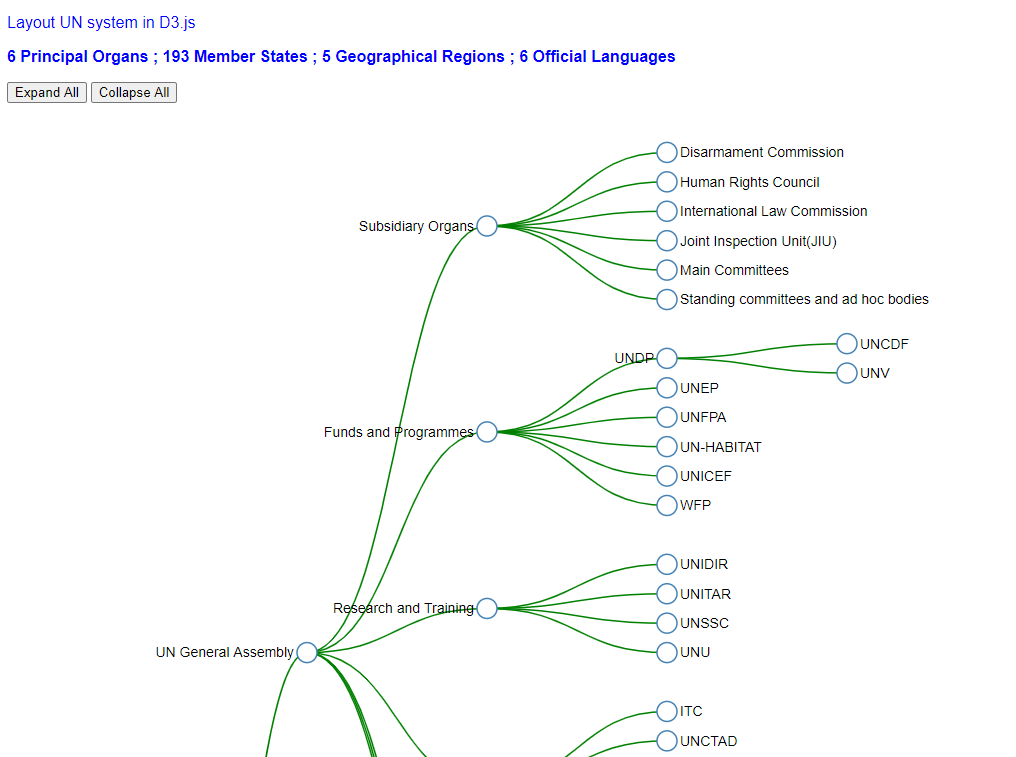 Layout UN system in D3.js
6 Principal Organs ; 193 Member States ; 5 Geographical Regions ; 6 Official Languages
Expand All
Collapse All
Disarmament Commission
Human Rights Council
Subsidiary Organs
International Law Commission
Joint Inspection Unit(JIU)
Main Committees
Standing committees and ad hoc bodies
UNDP
UNCDF
UNV
UNEP
UNFPA
Funds and Programmes
UN-HABITAT
UNICEF
WFP
UNIDIR
UNITAR
Research and Training
UNSSC
UNU
UN General Assembly
ITC
UNCTAD